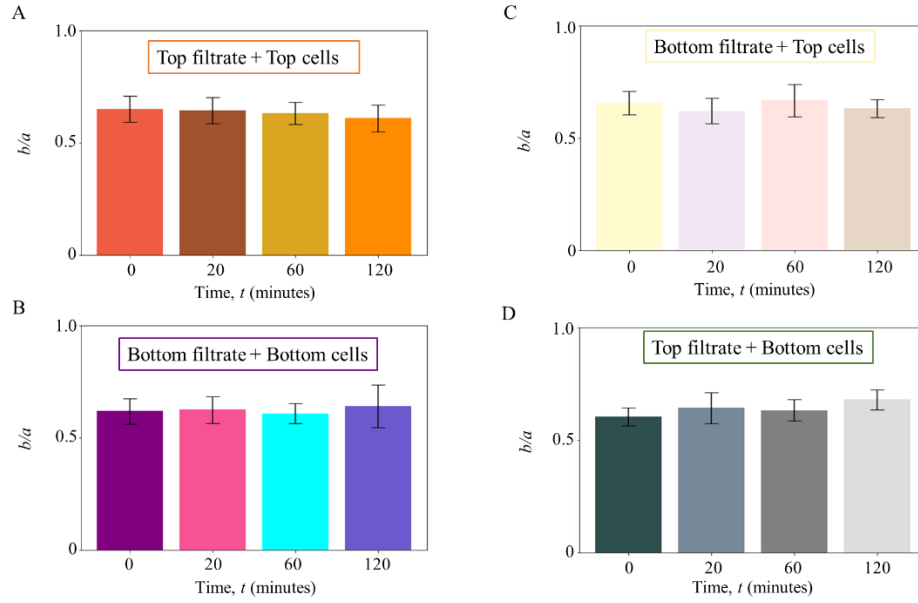 A
1.0
Top filtrate + Top cells
b/a
0.5
0
0 20 60 120
Time, t (minutes)
B
1.0
Bottom filtrate + Bottom cells
b/a
0.5
0
0 20 60 120
Time, t (minutes)
C
1.0
Bottom filtrate + Top cells
b/a
0.5
0
0 20 60 120
Time, t (minutes)
D
1.0
Top filtrate + Bottom cells
b/a
0.5
0
0 20 60 120
Time, t (minutes)